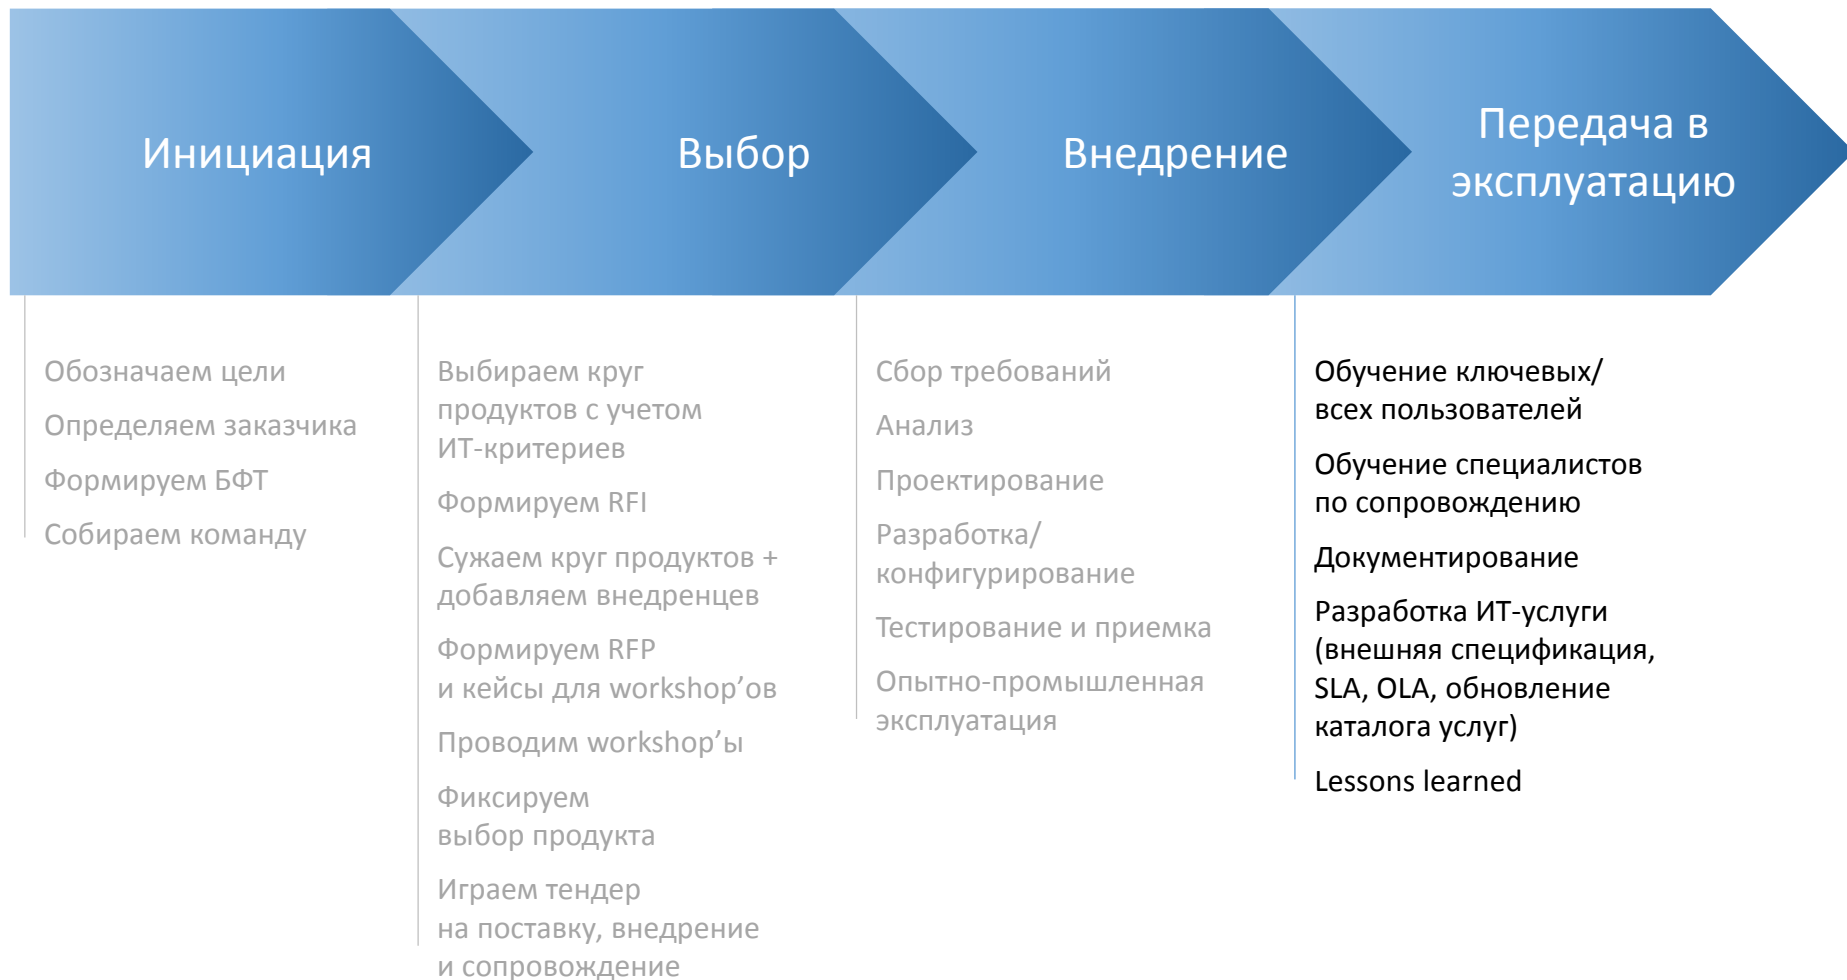 Инициация
Выбор
Внедрение
Передача в
эксплуатацию
Обозначаем цели
Определяем заказчика
Формируем БФТ
Собираем команду
Выбираем круг
продуктов с учетом
ИТ-критериев
Формируем RFI
Сужаем круг продуктов +
добавляем внедренцев
Формируем RFP
и кейсы для workshop’ов
Проводим workshop’ы
Фиксируем
выбор продукта
Играем тендер
на поставку, внедрение
и сопровождение
Сбор требований
Анализ
Проектирование
Разработка/
конфигурирование
Тестирование и приемка
Опытно-промышленная
эксплуатация
Обучение ключевых/
всех пользователей
Обучение специалистов
по сопровождению
Документирование
Разработка ИТ-услуги
(внешняя спецификация,
SLA, OLA, обновление
каталога услуг)
Lessons learned